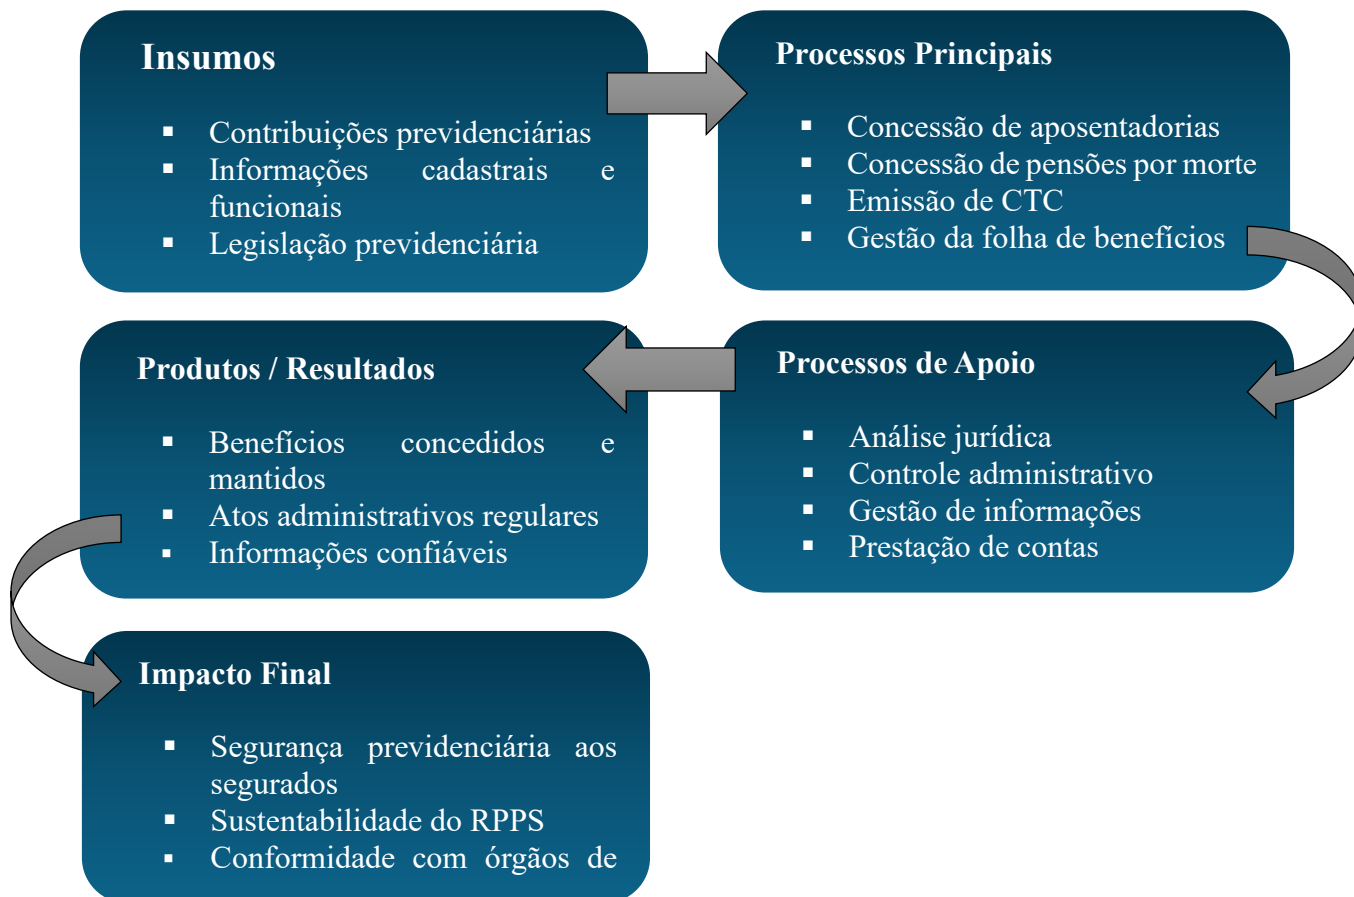 Insumos
Contribuições previdenciárias
Informações cadastrais e
funcionais
Legislação previdenciária
Processos Principais
Concessão de aposentadorias
Concessão de pensões por morte
Emissão de CTC
Gestão da folha de benefícios
Processos de Apoio
Análise jurídica
Controle administrativo
Gestão de informações
Prestação de contas
Produtos / Resultados
Benefícios concedidos e
mantidos
Atos administrativos regulares
Informações confiáveis
Impacto Final
Segurança previdenciária aos
segurados
Sustentabilidade do RPPS
Conformidade com órgãos de